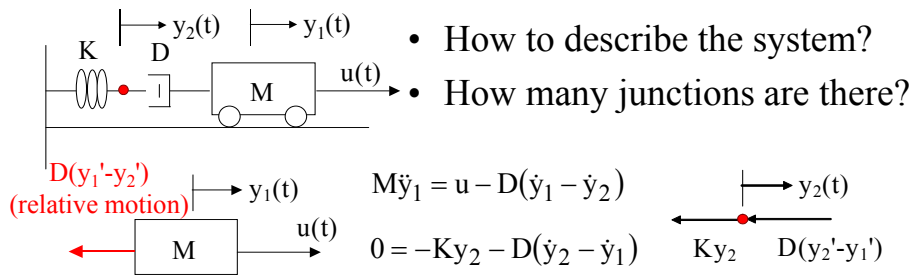 y₂(t)
y₁(t)
K
D
M
u(t)
• How to describe the system?
• How many junctions are there?
D(y₁'-y₂')
(relative motion)
y₁(t)
M
u(t)
Mÿ₁ = u − D(ẏ₁ − ẏ₂)
0 = −Ky₂ − D(ẏ₂ − ẏ₁)
y₂(t)
Ky₂
D(y₂'-y₁')